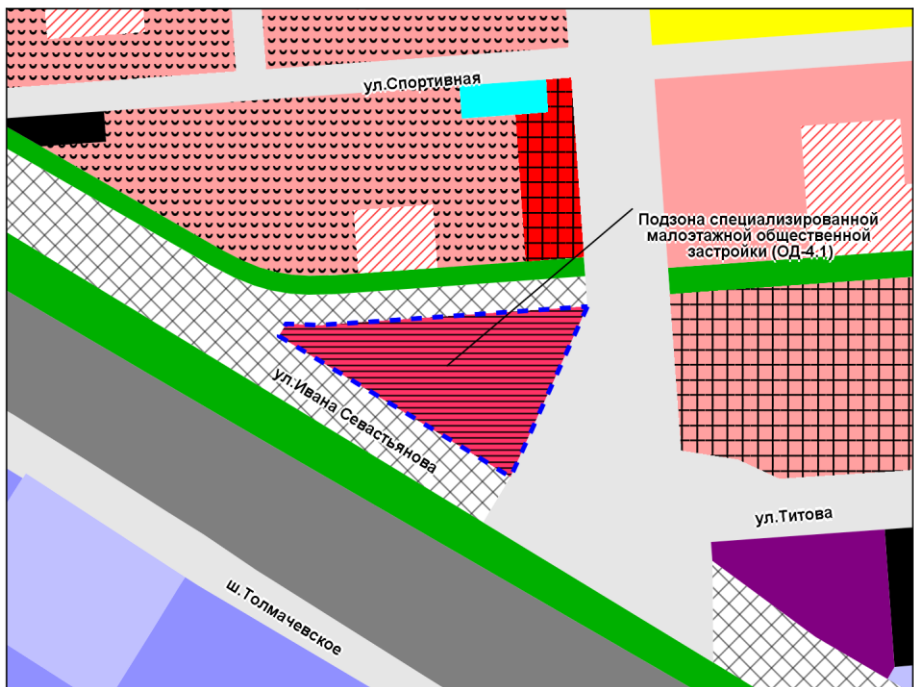 ул.Спортивная
Подзона специализированной
малоэтажной общественной
застройки (ОД-4.1)
ул.Ивана Севастьянова
ул.Титова
ш.Толмачевское